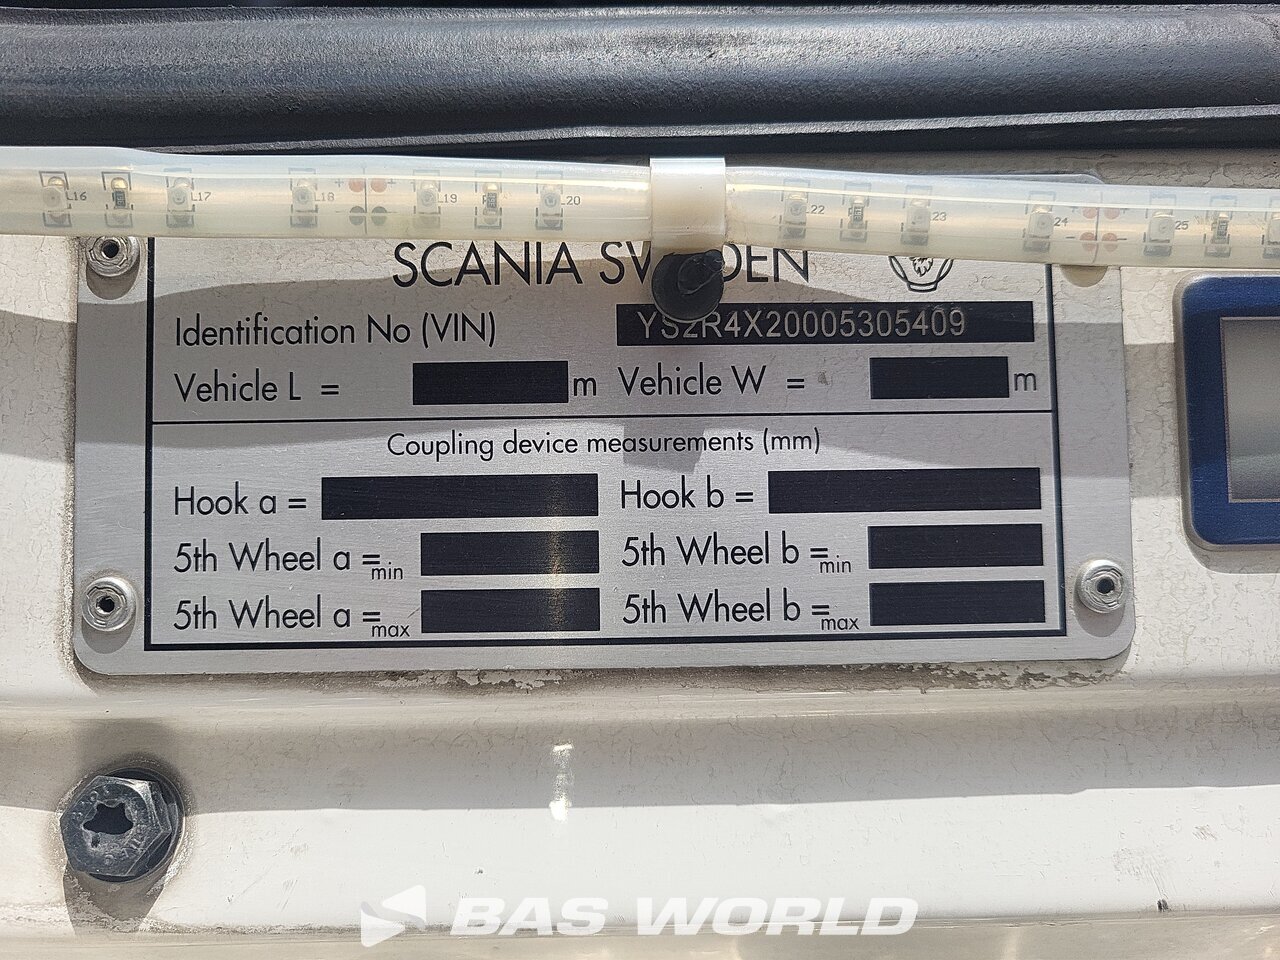 L16 L17 L18 L19 L20 22 23 24 25
SCANIA SWEDEN
Identification No (VIN) YS2R4X20005305409
Vehicle L = m Vehicle W = m
Coupling device measurements (mm)
Hook a = Hook b =
5th Wheel a =min 5th Wheel b =min
5th Wheel a =max 5th Wheel b =max
BAS WORLD